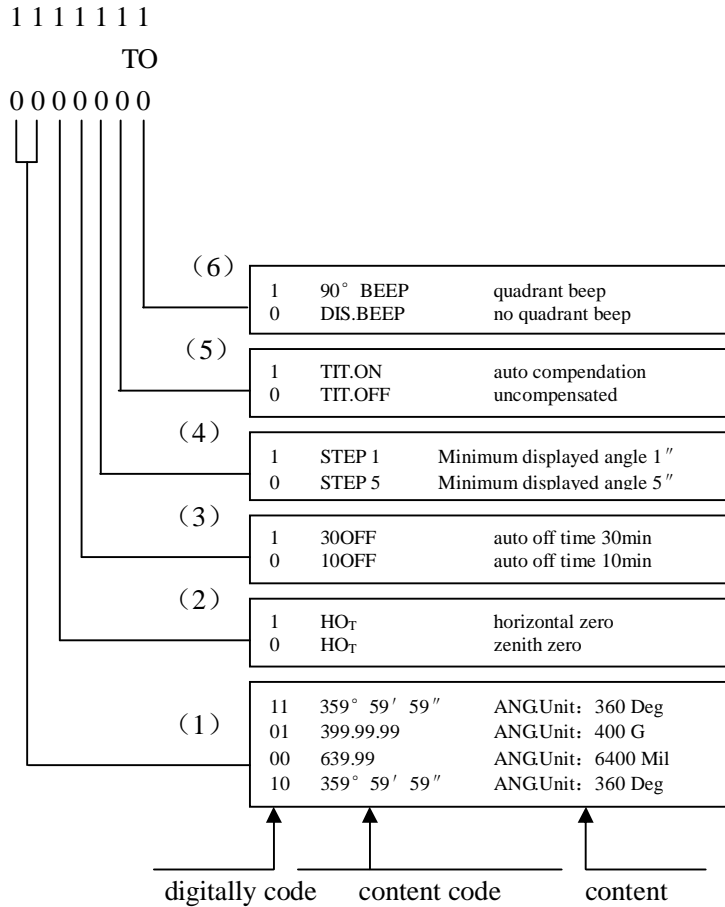 1 1 1 1 1 1 1
TO
0 0 0 0 0 0 0
（6）
1 90° BEEP quadrant beep
0 DIS.BEEP no quadrant beep
（5）
1 TIT.ON auto compendation
0 TIT.OFF uncompensated
（4）
1 STEP 1 Minimum displayed angle 1″
0 STEP 5 Minimum displayed angle 5″
（3）
1 30OFF auto off time 30min
0 10OFF auto off time 10min
（2）
1 HOT horizontal zero
0 HOT zenith zero
（1）
11 359° 59′ 59″ ANG.Unit：360 Deg
01 399.99.99 ANG.Unit：400 G
00 639.99 ANG.Unit：6400 Mil
10 359° 59′ 59″ ANG.Unit：360 Deg
digitally code content code content